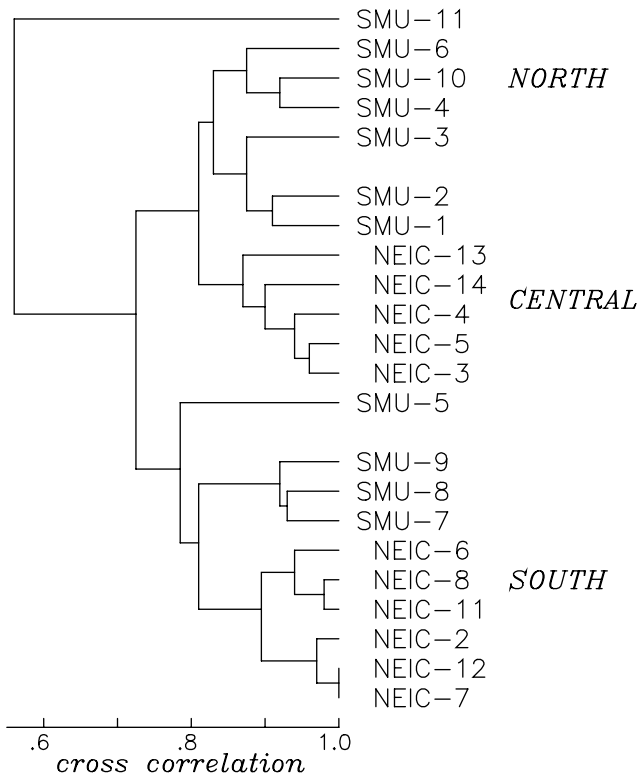 SMU-11
SMU-6
SMU-10 NORTH
SMU-4
SMU-3
SMU-2
SMU-1
NEIC-13
NEIC-14 CENTRAL
NEIC-4
NEIC-5
NEIC-3
SMU-5
SMU-9
SMU-8
SMU-7
NEIC-6
NEIC-8 SOUTH
NEIC-11
NEIC-2
NEIC-12
NEIC-7
.6 .8 1.0
cross correlation